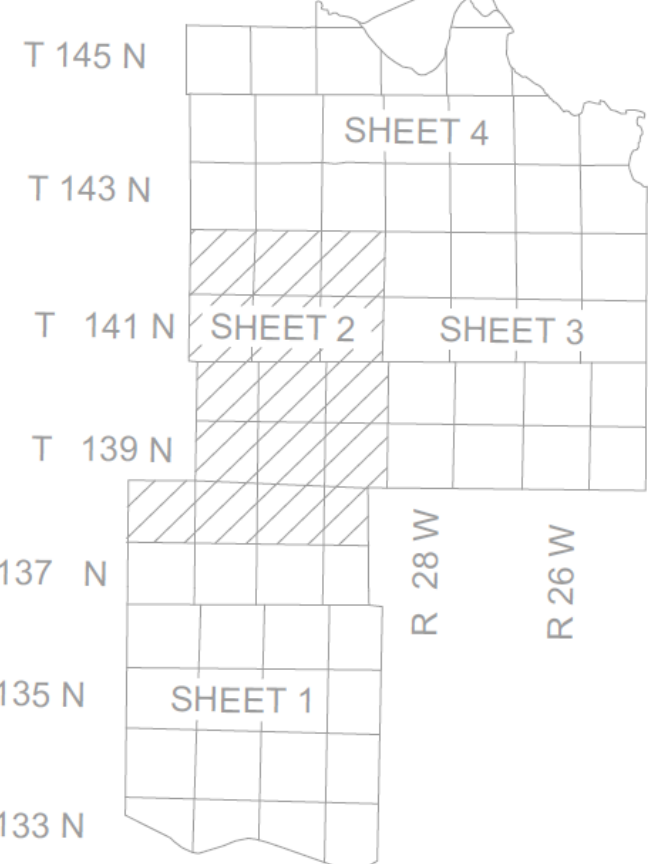 T 145 N
SHEET 4
T 143 N
T 141 N
SHEET 2
SHEET 3
T 139 N
R 28 W
R 26 W
137 N
135 N
SHEET 1
133 N